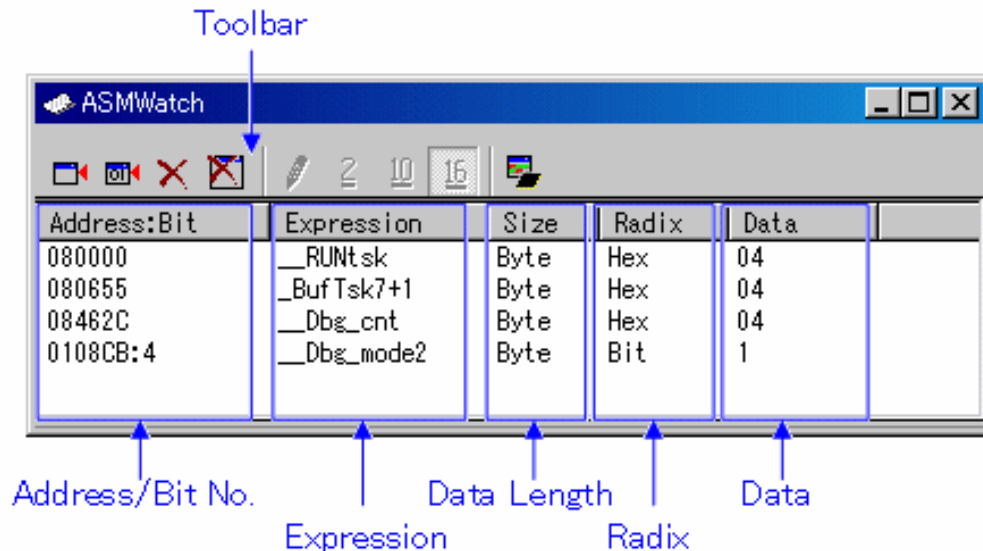 Toolbar
ASMWatch
2 10 16
Address:Bit Expression Size Radix Data
080000 __RUNtsk Byte Hex 04
080655 _BufTsk7+1 Byte Hex 04
08462C __Dbg_cnt Byte Hex 04
0108CB:4 __Dbg_mode2 Byte Bit 1
Address/Bit No. Data Length Data
Expression Radix